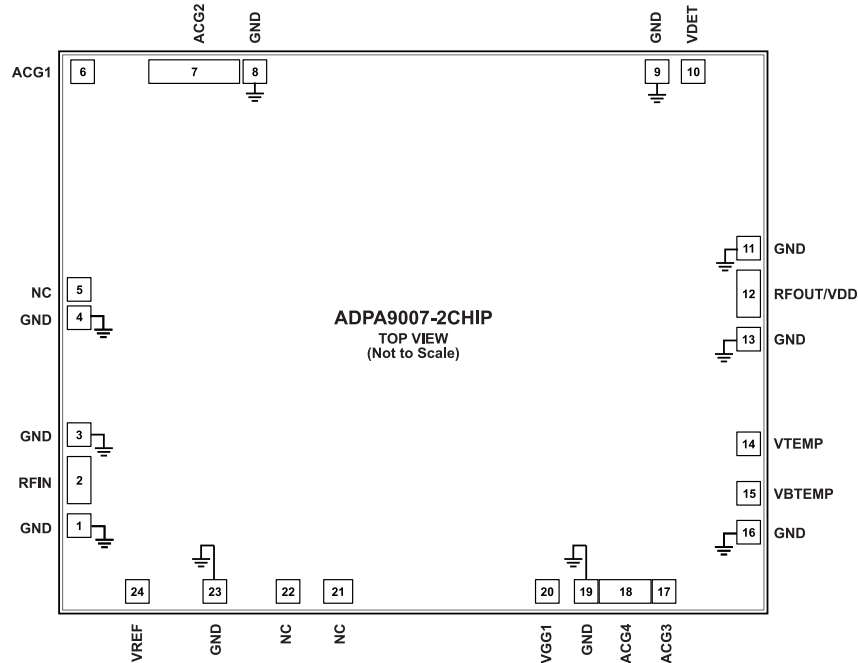 ACG2 GND GND VDET
ACG1 6 7 8 9 10
11 GND
NC 5
12 RFOUT/VDD
GND 4
ADPA9007-2CHIP
TOP VIEW
(Not to Scale)
13 GND
GND 3
14 VTEMP
RFIN 2
15 VBTEMP
GND 1
16 GND
24 23 22 21 20 19 18 17
VREF GND NC NC VGG1 GND ACG4 ACG3